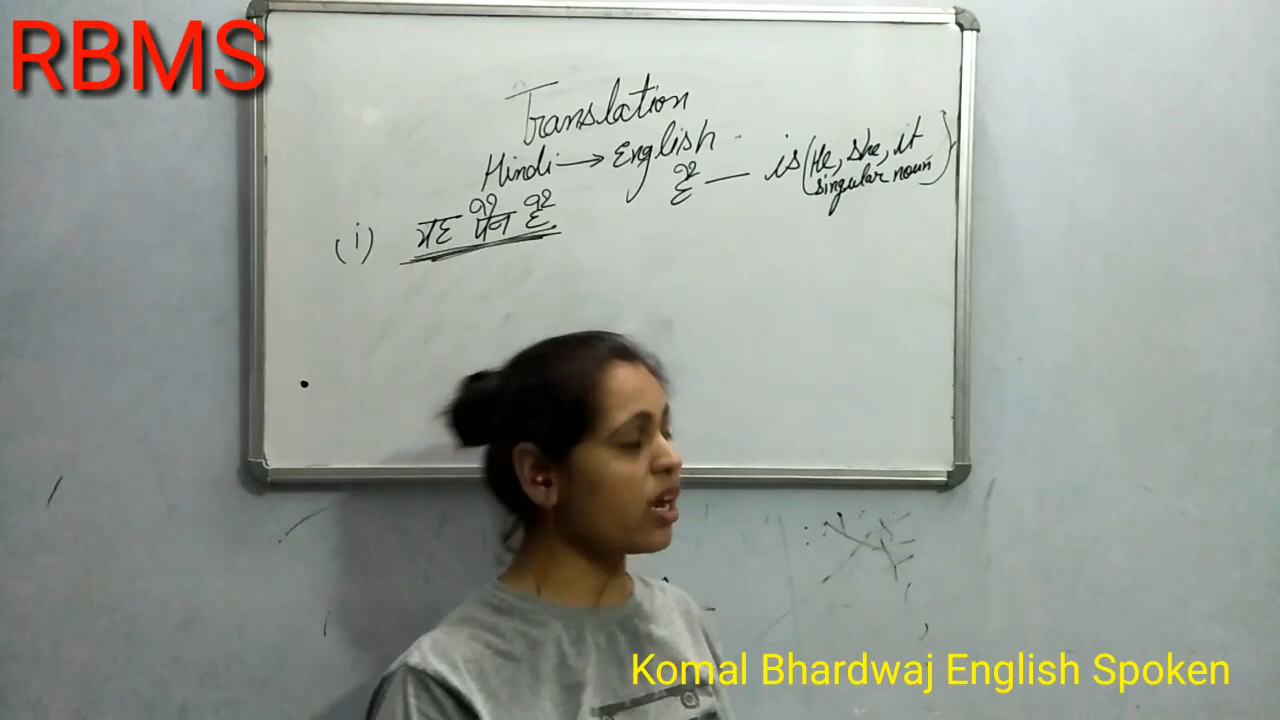 RBMS
Translation
Hindi → English
है — is (He, she, it
singular noun)
(i) यह पेन है
Komal Bhardwaj English Spoken